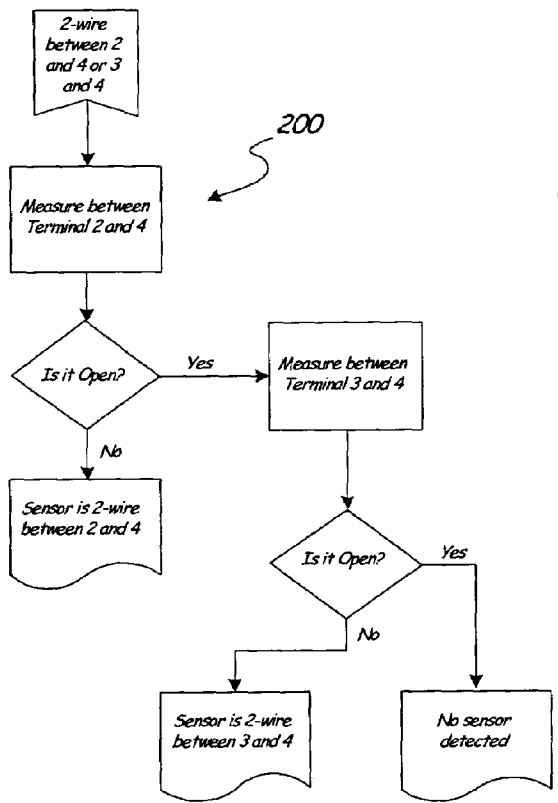 2-wire
between 2
and 4 or 3
and 4
200
Measure between
Terminal 2 and 4
Is it Open?
Yes
Measure between
Terminal 3 and 4
No
Sensor is 2-wire
between 2 and 4
Is it Open?
Yes
No
Sensor is 2-wire
between 3 and 4
No sensor
detected